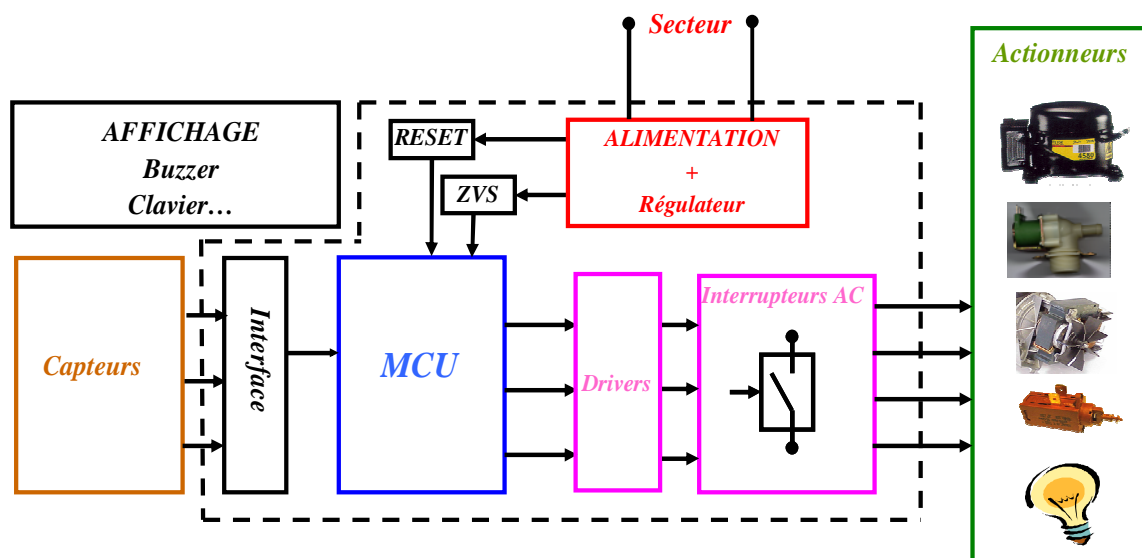 Secteur
Actionneurs
AFFICHAGE
Buzzer
Clavier…
RESET
ALIMENTATION
+
Régulateur
ZVS
Capteurs
Interface
MCU
Drivers
Interrupteurs AC